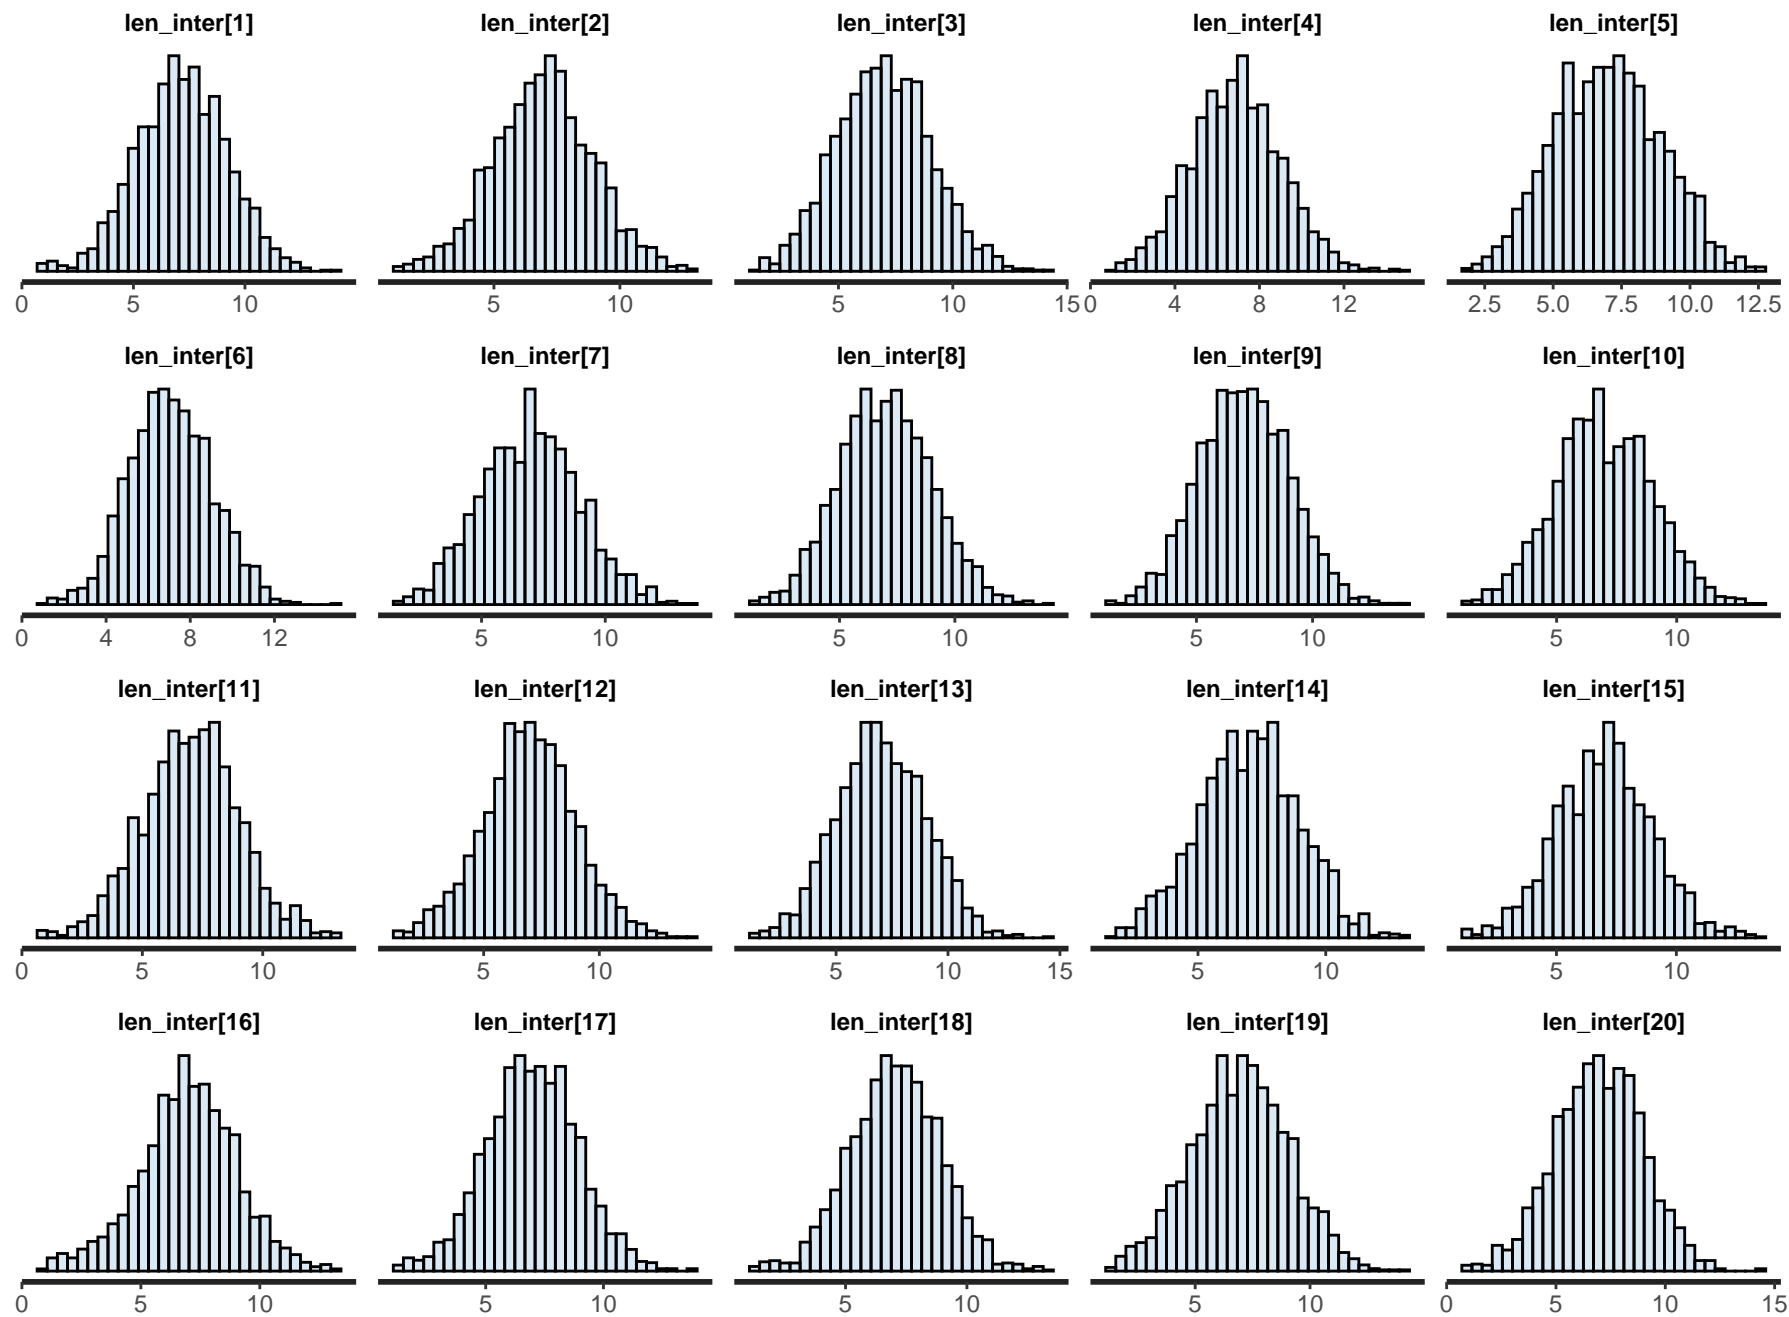 len_inter[1] len_inter[2] len_inter[3] len_inter[4] len_inter[5]
0 5 10 5 10 5 10 15 0 4 8 12 2.5 5.0 7.5 10.0 12.5
len_inter[6] len_inter[7] len_inter[8] len_inter[9] len_inter[10]
0 4 8 12 5 10 5 10 5 10 5 10
len_inter[11] len_inter[12] len_inter[13] len_inter[14] len_inter[15]
0 5 10 5 10 5 10 15 5 10 5 10
len_inter[16] len_inter[17] len_inter[18] len_inter[19] len_inter[20]
0 5 10 5 10 5 10 5 10 0 5 10 15